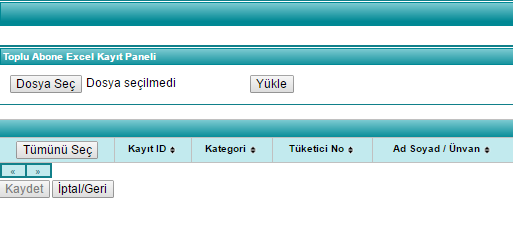 Toplu Abone Excel Kayıt Paneli
Dosya Seç Dosya seçilmedi Yükle
Tümünü Seç Kayıt ID Kategori Tüketici No Ad Soyad / Ünvan
« »
Kaydet İptal/Geri